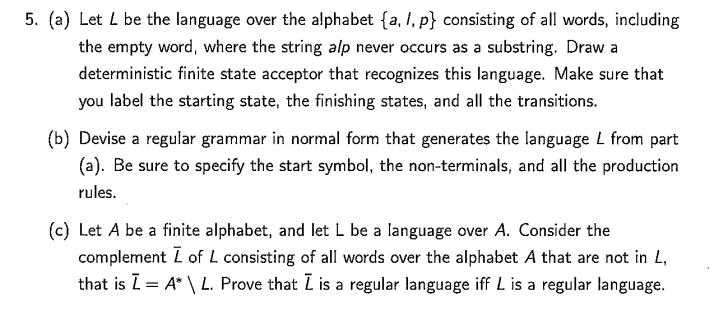 5. (a) Let L be the language over the alphabet {a, l, p} consisting of all words, including
the empty word, where the string alp never occurs as a substring. Draw a
deterministic finite state acceptor that recognizes this language. Make sure that
you label the starting state, the finishing states, and all the transitions.
(b) Devise a regular grammar in normal form that generates the language L from part
(a). Be sure to specify the start symbol, the non-terminals, and all the production
rules.
(c) Let A be a finite alphabet, and let L be a language over A. Consider the
complement L̄ of L consisting of all words over the alphabet A that are not in L,
that is L̄ = A* \ L. Prove that L̄ is a regular language iff L is a regular language.